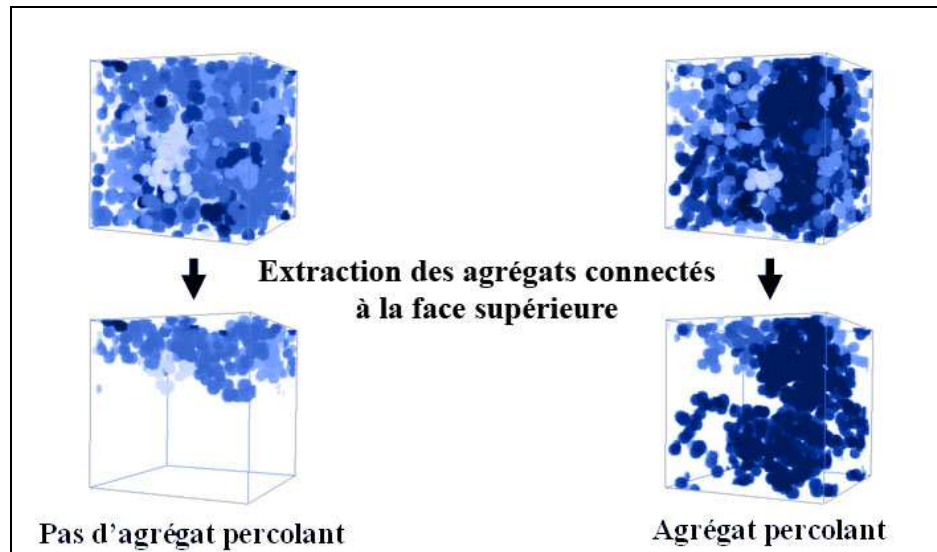 Extraction des agrégats connectés
à la face supérieure
Pas d'agrégat percolant
Agrégat percolant